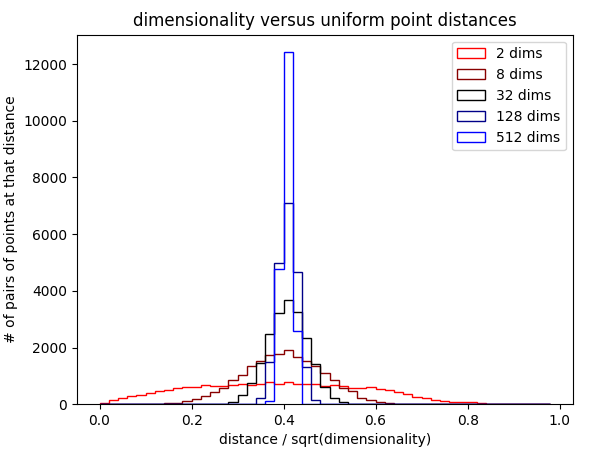 dimensionality versus uniform point distances
# of pairs of points at that distance
12000
10000
8000
6000
4000
2000
0
2 dims
8 dims
32 dims
128 dims
512 dims
0.0 0.2 0.4 0.6 0.8 1.0
distance / sqrt(dimensionality)